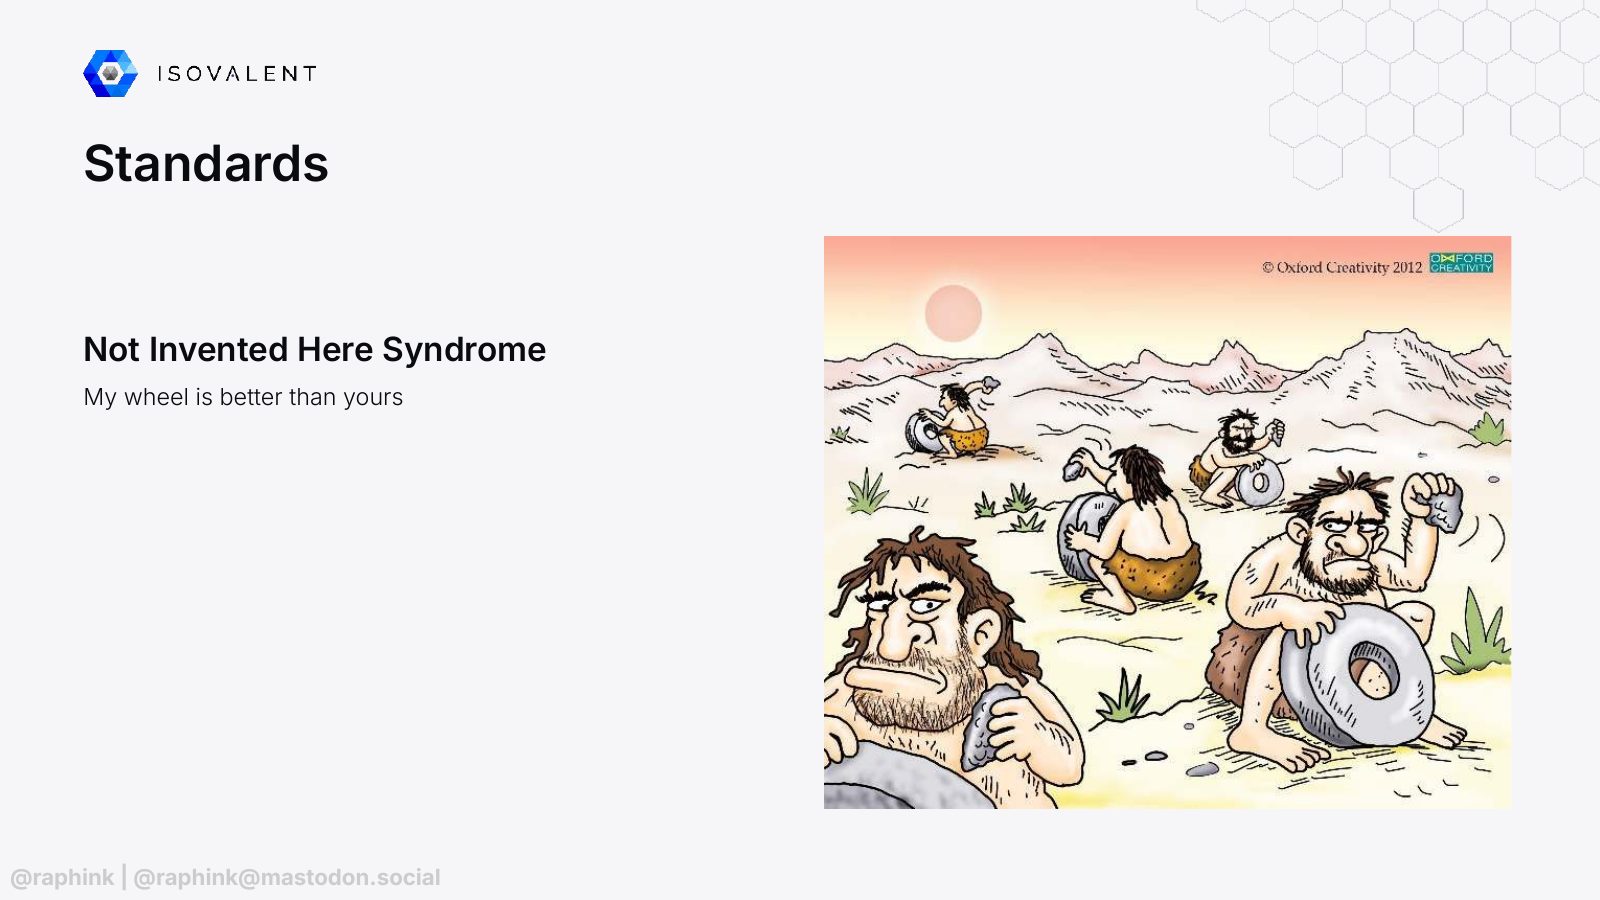 ISOVALENT
Standards
Not Invented Here Syndrome
My wheel is better than yours
© Oxford Creativity 2012
OXFORD
CREATIVITY
@raphink | @raphink@mastodon.social